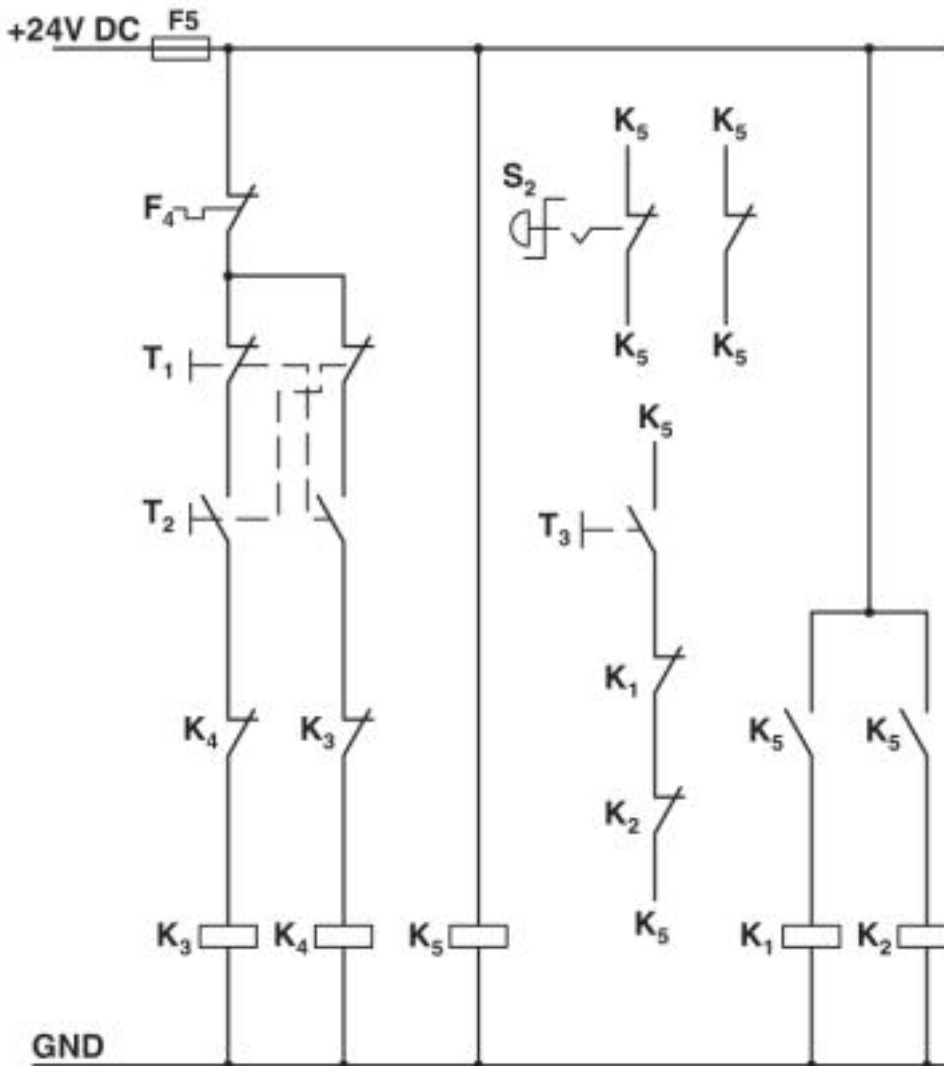 +24V DC
F5
K5 K5
S2
F4
K5 K5
T1
K5
T2
T3
K1
K4 K3 K5 K5
K2
K5
K3 K4 K5 K1 K2
GND